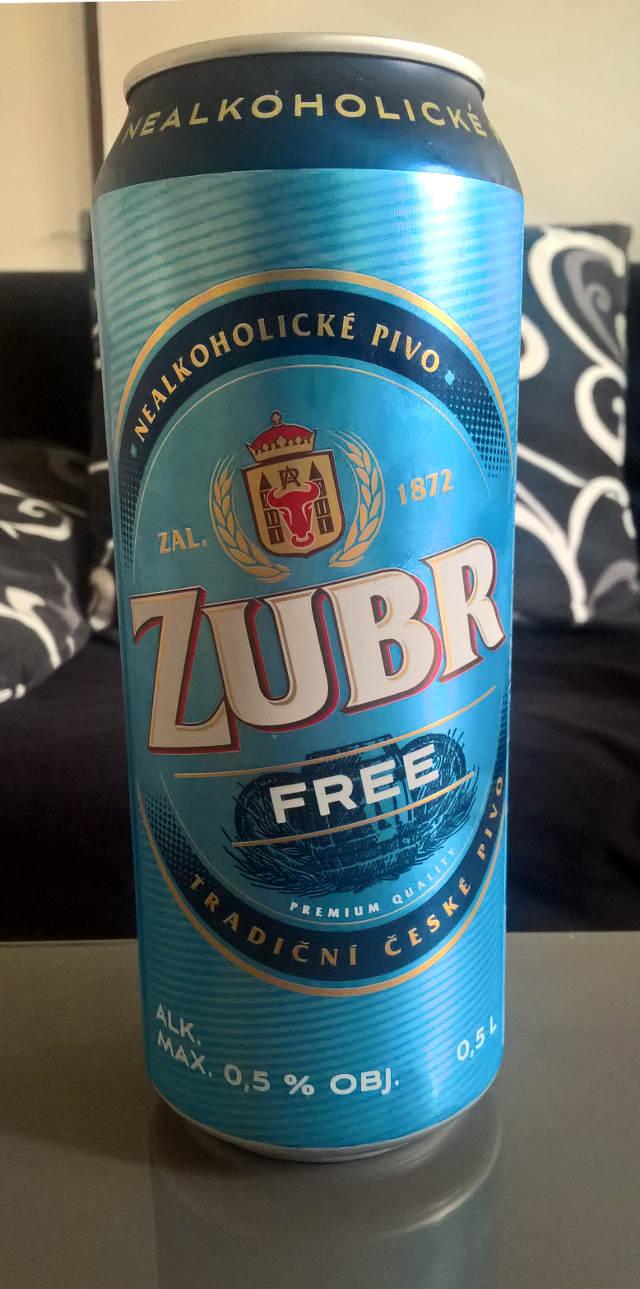 NEALKOHOLICKÉ
NEALKOHOLICKÉ PIVO
ZAL. 1872
ZUBR
FREE
PREMIUM QUALITY
TRADIČNÍ ČESKÉ PIVO
ALK.
MAX. 0,5 % OBJ.
0,5 L